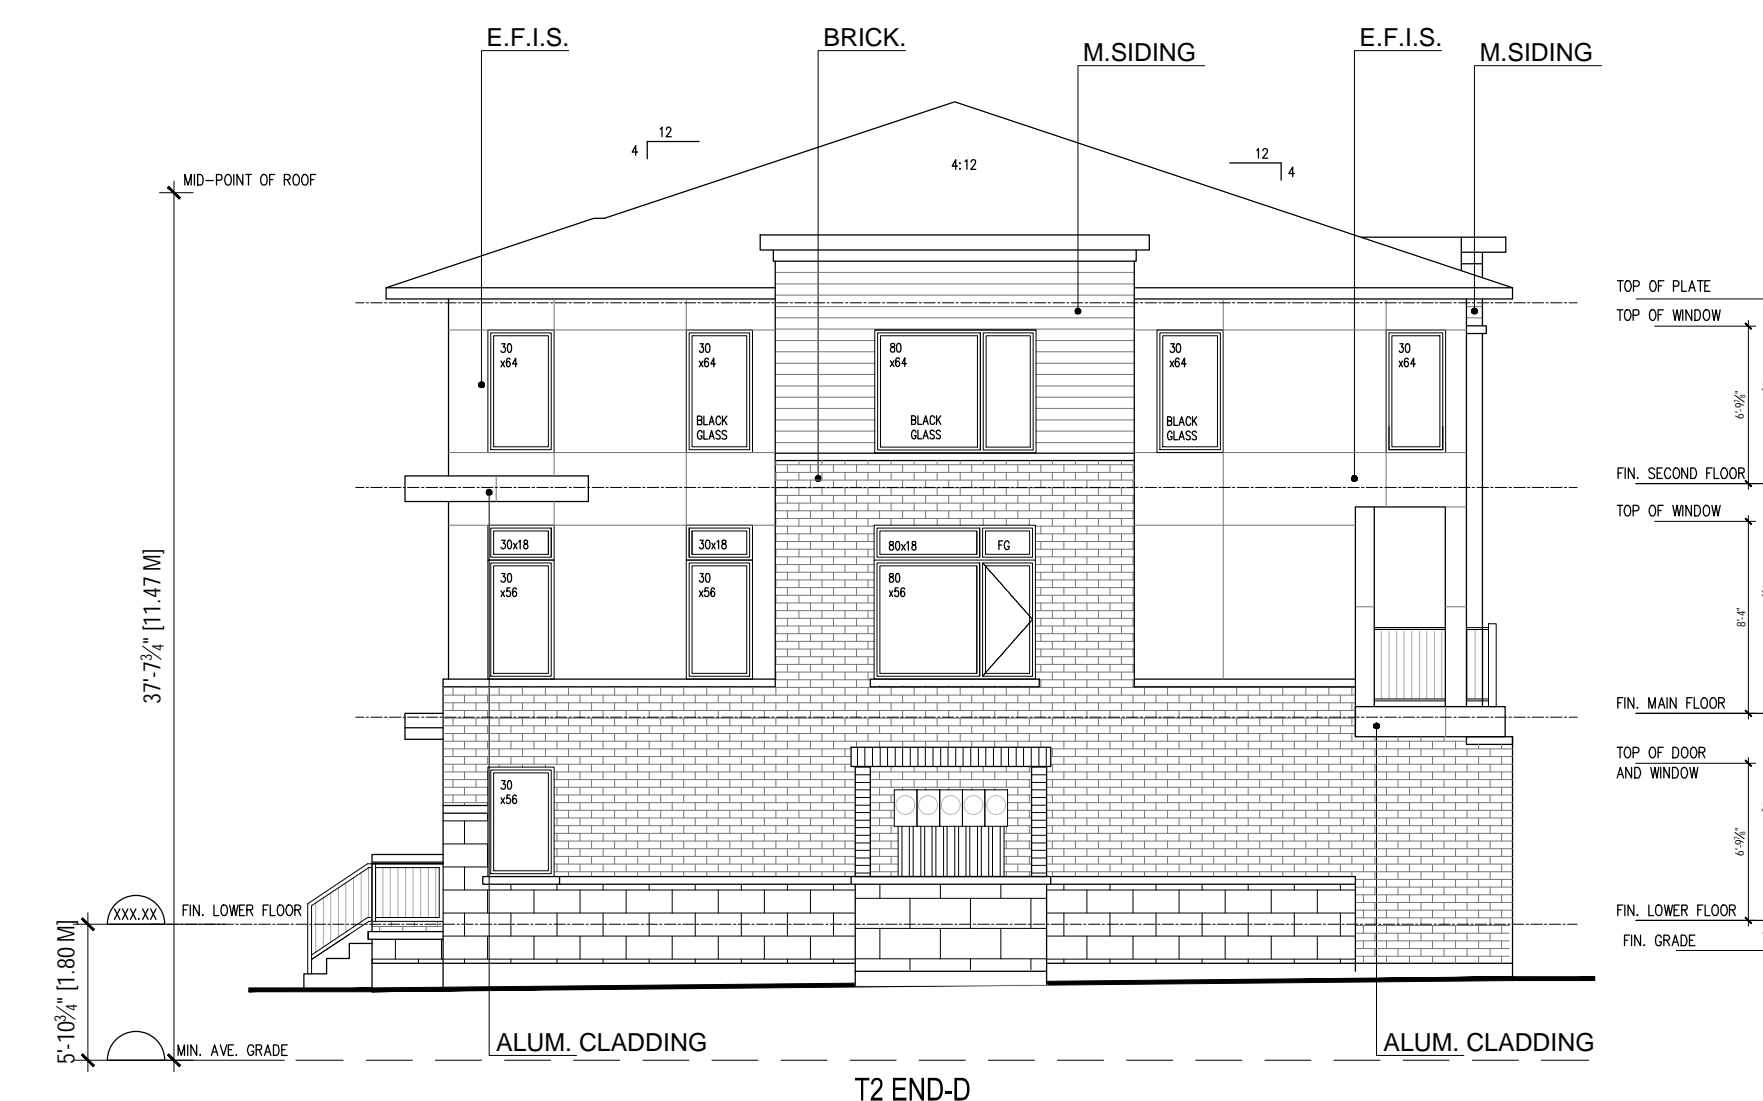 E.F.I.S.
BRICK.
M.SIDING
E.F.I.S.
M.SIDING
12
4
4:12
12
4
MID-POINT OF ROOF
TOP OF PLATE
TOP OF WINDOW
30
x64
30
x64
BLACK
GLASS
80
x64
BLACK
GLASS
30
x64
BLACK
GLASS
30
x64
6'-9⅞"
FIN. SECOND FLOOR
TOP OF WINDOW
30x18
30x18
80x18
FG
30
x56
30
x56
80
x56
37'-7¾" [11.47 M]
8'-4"
FIN. MAIN FLOOR
TOP OF DOOR
AND WINDOW
30
x56
6'-9⅞"
XXX.XX
FIN. LOWER FLOOR
FIN. LOWER FLOOR
FIN. GRADE
5'-10¾" [1.80 M]
MIN. AVE. GRADE
ALUM. CLADDING
ALUM. CLADDING
T2 END-D